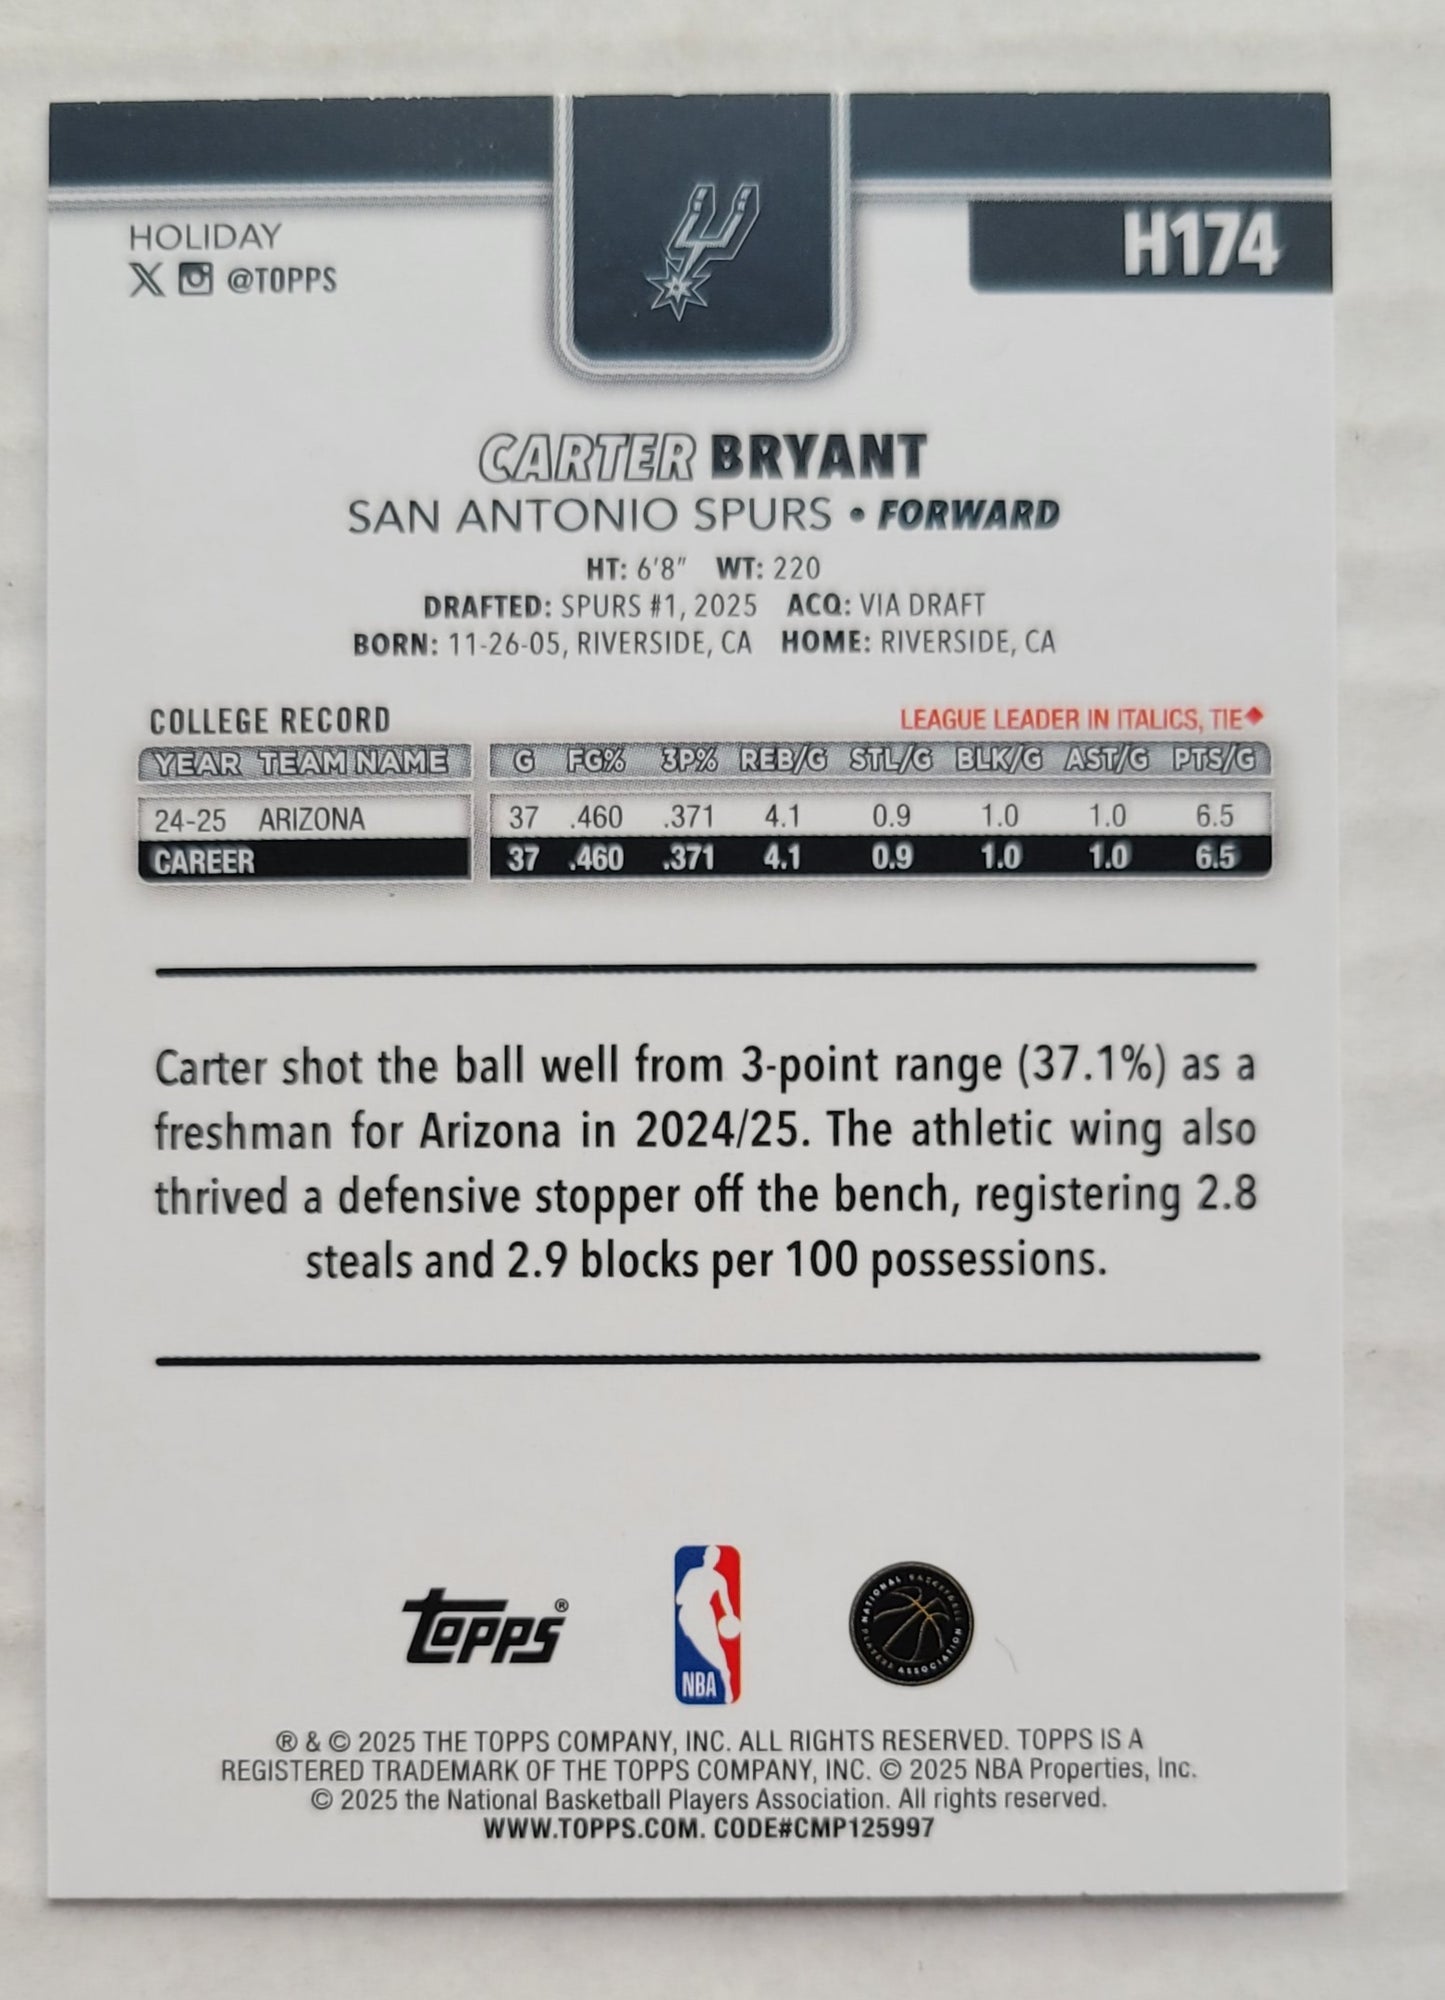 HOLIDAY
@TOPPS
H174
CARTER BRYANT
SAN ANTONIO SPURS • FORWARD
HT: 6'8" WT: 220
DRAFTED: SPURS #1, 2025 ACQ: VIA DRAFT
BORN: 11-26-05, RIVERSIDE, CA HOME: RIVERSIDE, CA
COLLEGE RECORD LEAGUE LEADER IN ITALICS, TIE♦
YEAR TEAM NAME G FG% 3P% REB/G STL/G BLK/G AST/G PTS/G
24-25 ARIZONA 37 .460 .371 4.1 0.9 1.0 1.0 6.5
CAREER 37 .460 .371 4.1 0.9 1.0 1.0 6.5
Carter shot the ball well from 3-point range (37.1%) as a
freshman for Arizona in 2024/25. The athletic wing also
thrived a defensive stopper off the bench, registering 2.8
steals and 2.9 blocks per 100 possessions.
TOPPS®
NBA
NATIONAL BASKETBALL PLAYERS ASSOCIATION
® & © 2025 THE TOPPS COMPANY, INC. ALL RIGHTS RESERVED. TOPPS IS A
REGISTERED TRADEMARK OF THE TOPPS COMPANY, INC. © 2025 NBA Properties, Inc.
© 2025 the National Basketball Players Association. All rights reserved.
WWW.TOPPS.COM. CODE#CMP125997